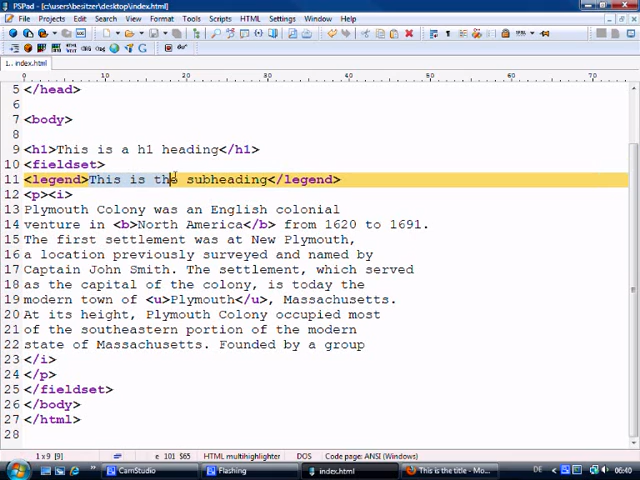 PSPad - [c:\users\besitzer\desktop\index.html]
File Projects Edit Search View Format Tools Scripts HTML Settings Window Help
1.. index.html
0 10 20 30 40 50 60 70
5 </head>
6
7 <body>
8
9 <h1>This is a h1 heading</h1>
10 <fieldset>
11 <legend>This is the subheading</legend>
12 <p><i>
13 Plymouth Colony was an English colonial
14 venture in <b>North America</b> from 1620 to 1691.
15 The first settlement was at New Plymouth,
16 a location previously surveyed and named by
17 Captain John Smith. The settlement, which served
18 as the capital of the colony, is today the
19 modern town of <u>Plymouth</u>, Massachusetts.
20 At its height, Plymouth Colony occupied most
21 of the southeastern portion of the modern
22 state of Massachusetts. Founded by a group
23 </i>
24 </p>
25 </fieldset>
26 </body>
27 </html>
28
1 x 9 [9] e 101 $65 HTML multihighlighter DOS Code page: ANSI (Windows)
Start CamStudio Flashing index.html This is the title - Mo... DE 06:40